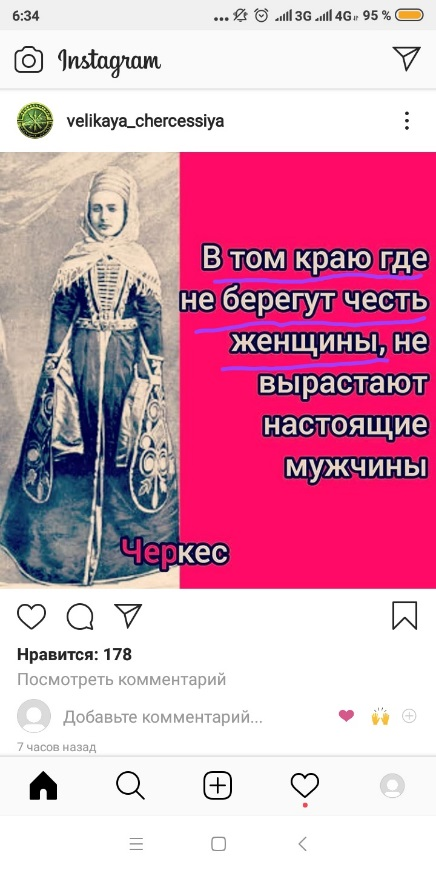 6:34
... 3G 4G 95 %
Instagram
velikaya_chercessiya
В том краю где
не берегут честь
женщины, не
вырастают
настоящие
мужчины
Черкес
Нравится: 178
Посмотреть комментарий
Добавьте комментарий...
7 часов назад